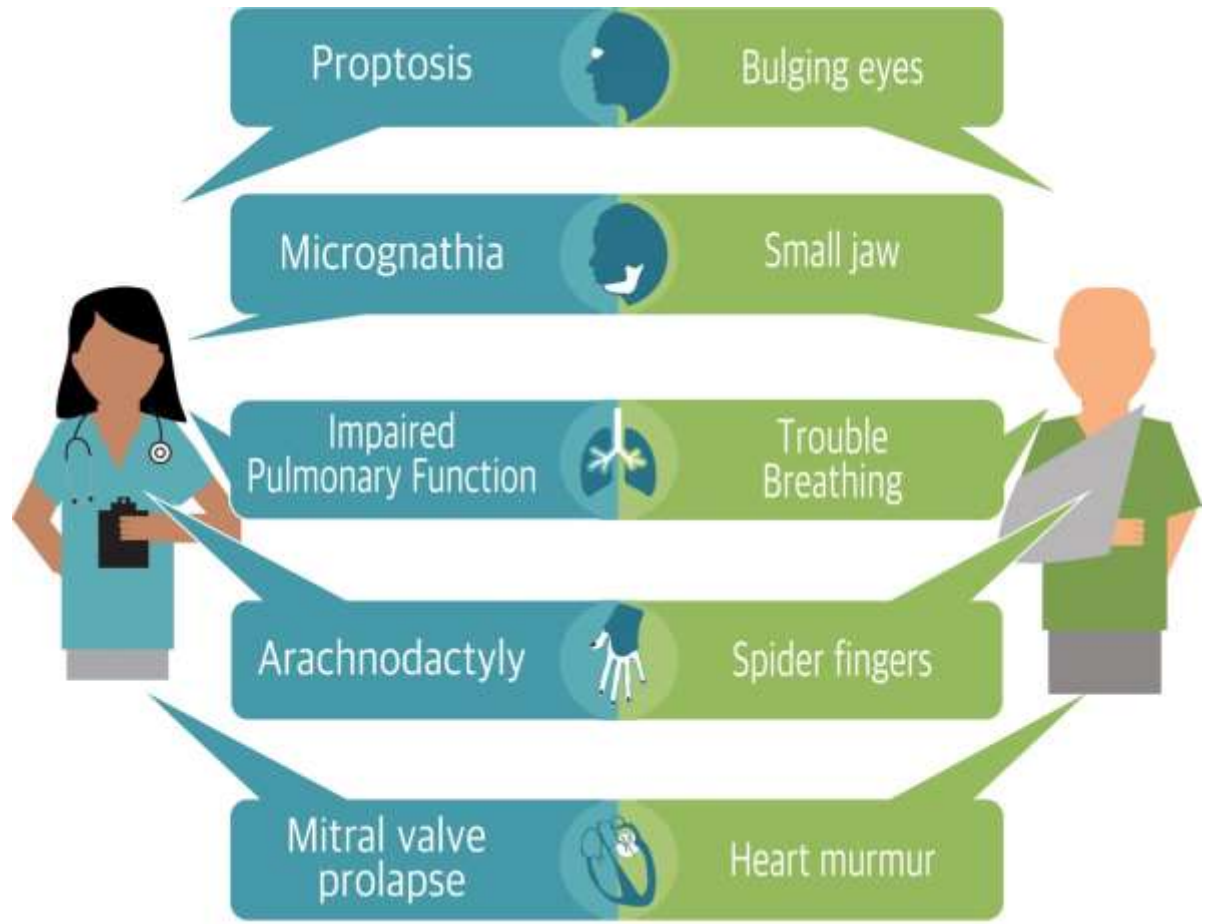 Proptosis
Bulging eyes
Micrognathia
Small jaw
Impaired
Pulmonary Function
Trouble
Breathing
Arachnodactyly
Spider fingers
Mitral valve
prolapse
Heart murmur